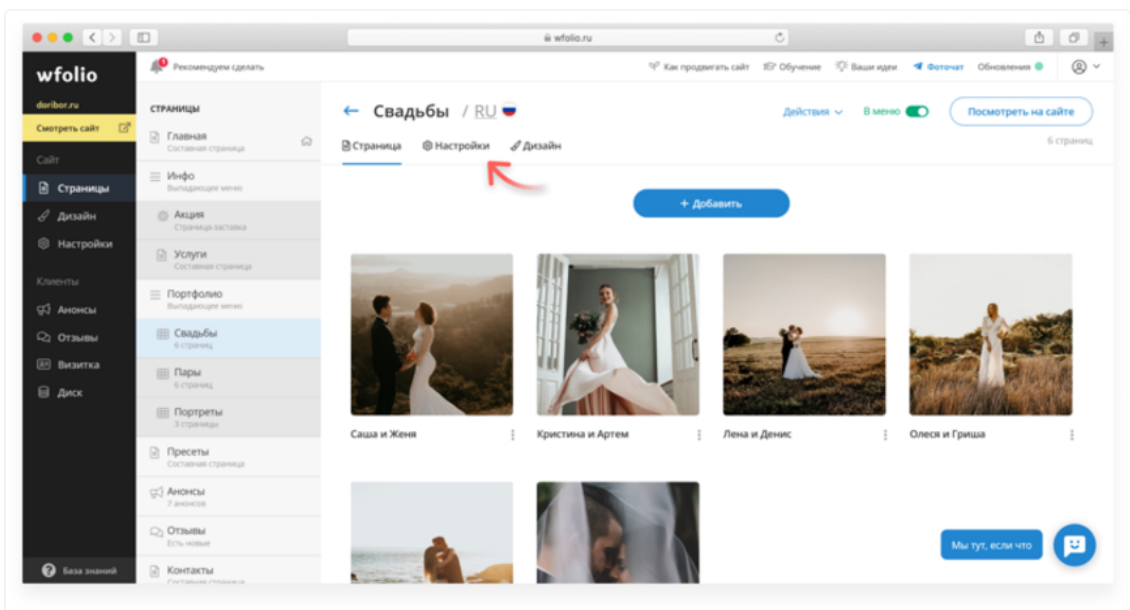 wfolio.ru
wfolio
Рекомендуем сделать
Как продвигать сайт
Обучение
Ваши идеи
Фоточат
Обновления
doribor.ru
Смотреть сайт
Сайт
Страницы
Дизайн
Настройки
Клиенты
Анонсы
Отзывы
Визитка
Диск
База знаний
СТРАНИЦЫ
Главная
Составная страница
Инфо
Выпадающее меню
Акция
Страница-заставка
Услуги
Составная страница
Портфолио
Выпадающее меню
Свадьбы
6 страниц
Пары
6 страниц
Портреты
3 страницы
Пресеты
Составная страница
Анонсы
7 анонсов
Отзывы
Есть новые
Контакты
Составная страница
← Свадьбы / RU
Действия
В меню
Посмотреть на сайте
Страница
Настройки
Дизайн
6 страниц
+ Добавить
Саша и Женя
Кристина и Артем
Лена и Денис
Олеся и Гриша
Мы тут, если что